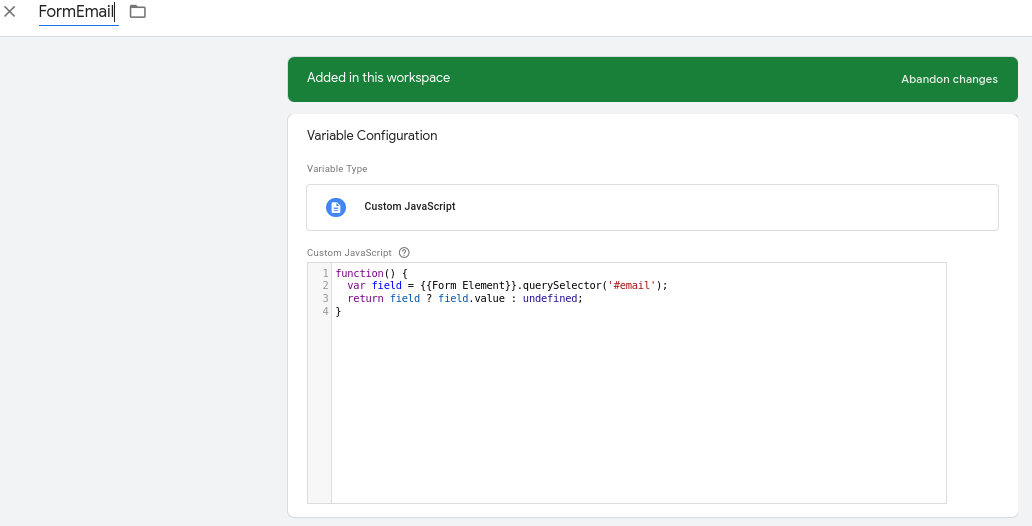 FormEmail
Added in this workspace
Abandon changes
Variable Configuration
Variable Type
Custom JavaScript
Custom JavaScript
1 function() {
2   var field = {{Form Element}}.querySelector('#email');
3   return field ? field.value : undefined;
4 }